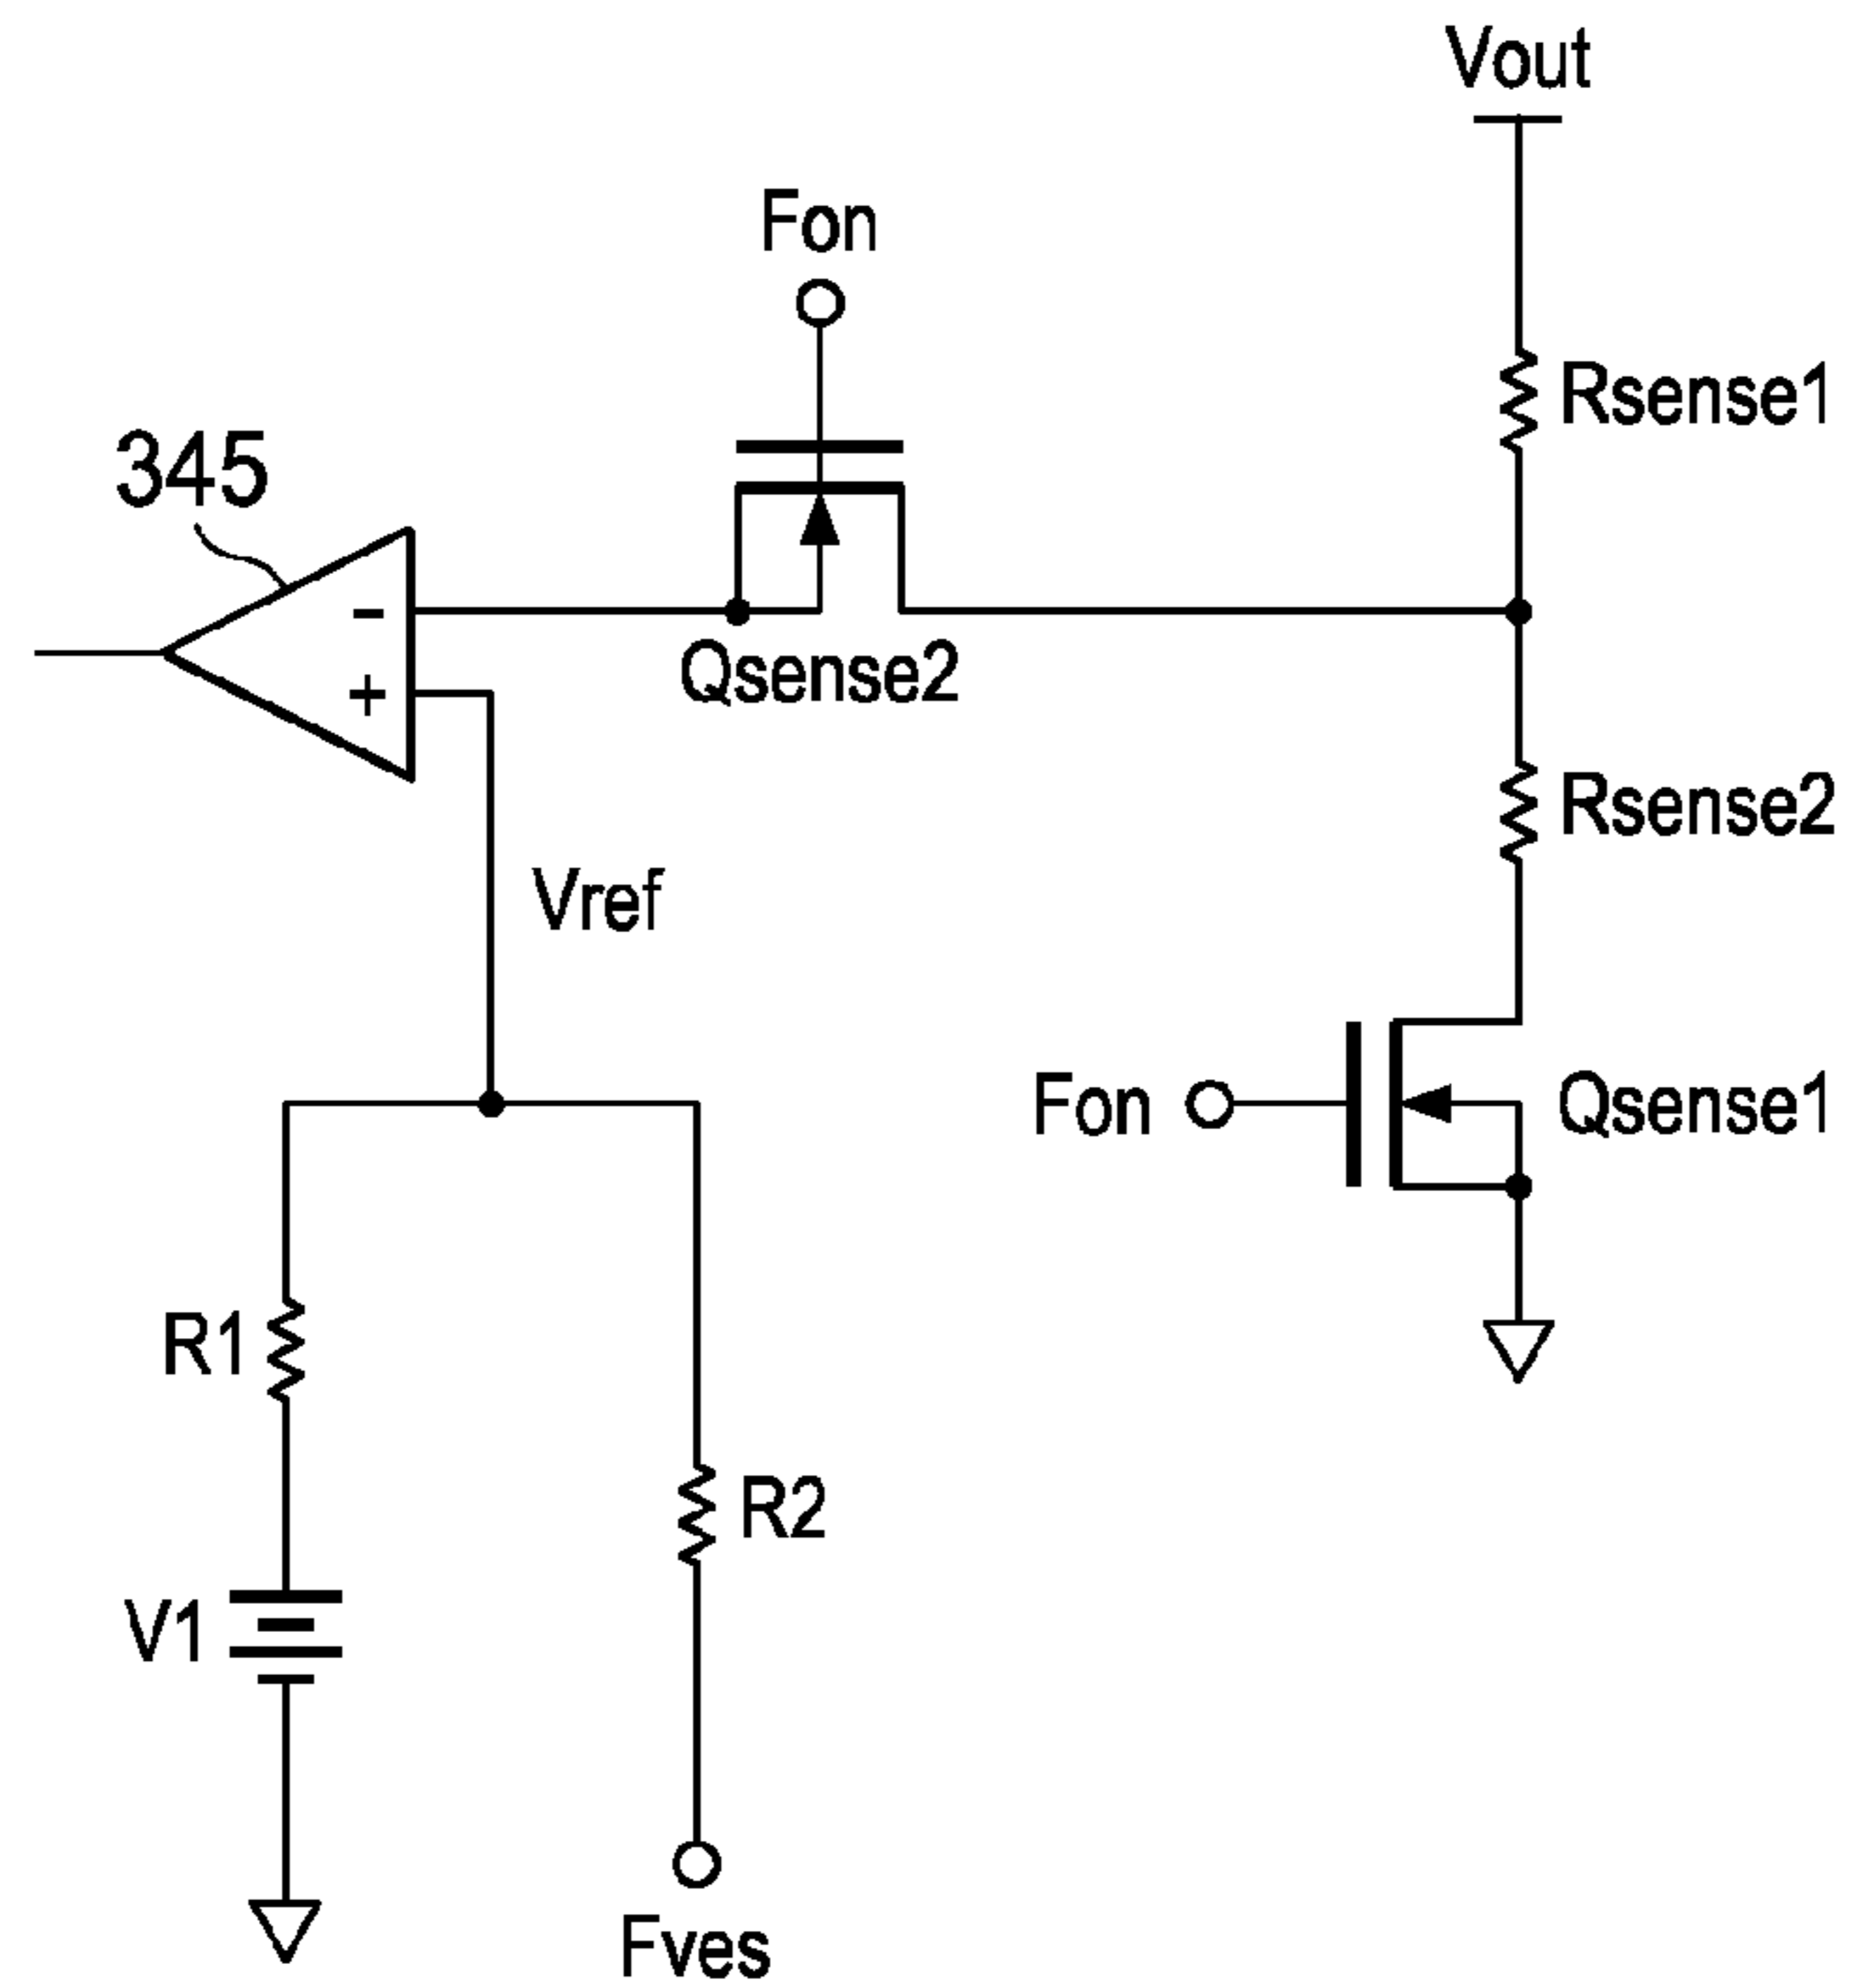 Vout
Fon
Rsense1
345
-
Qsense2
+
Rsense2
Vref
Fon
Qsense1
R1
R2
V1
Fves